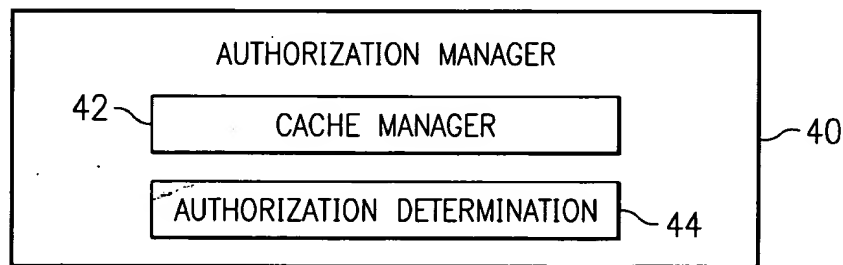 AUTHORIZATION MANAGER
42
CACHE MANAGER
40
AUTHORIZATION DETERMINATION
44